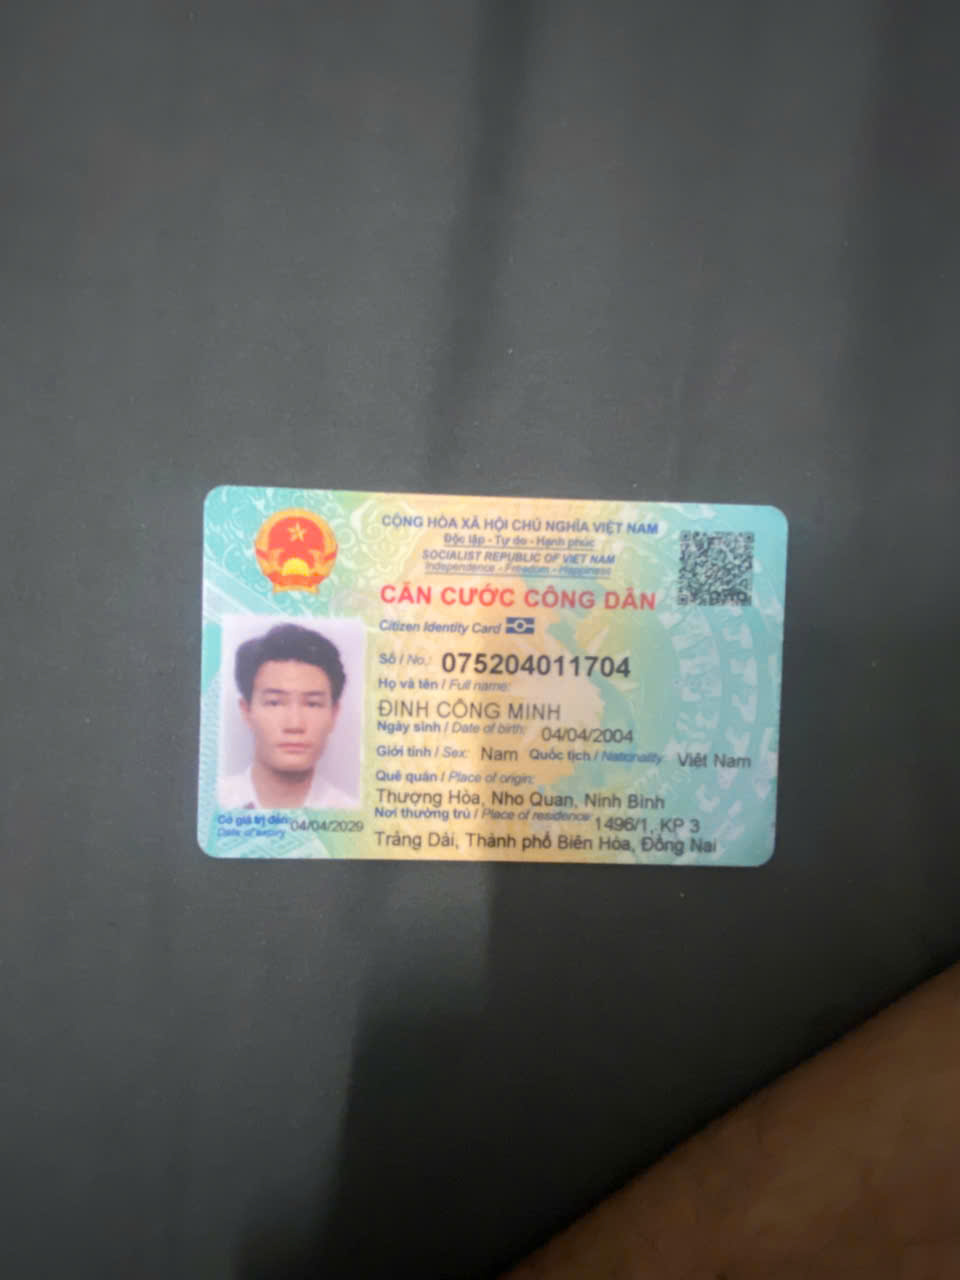 CỘNG HÒA XÃ HỘI CHỦ NGHĨA VIỆT NAM
Độc lập - Tự do - Hạnh phúc
SOCIALIST REPUBLIC OF VIET NAM
Independence - Freedom - Happiness
CĂN CƯỚC CÔNG DÂN
Citizen Identity Card
Số / No.: 075204011704
Họ và tên / Full name:
ĐINH CÔNG MINH
Ngày sinh / Date of birth: 04/04/2004
Giới tính / Sex: Nam Quốc tịch / Nationality: Việt Nam
Quê quán / Place of origin:
Thượng Hòa, Nho Quan, Ninh Bình
Nơi thường trú / Place of residence: 1496/1, KP 3
Trảng Dài, Thành phố Biên Hòa, Đồng Nai
Có giá trị đến: 04/04/2029
Date of expiry